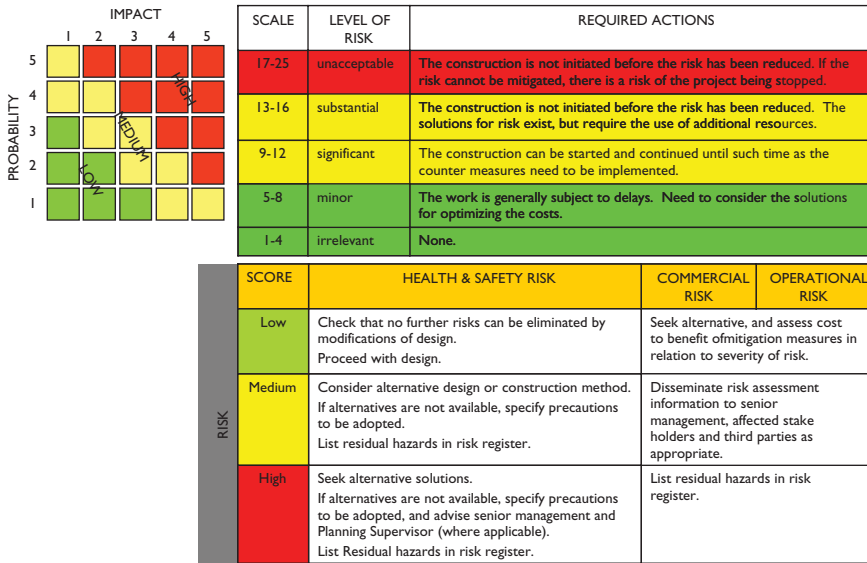 IMPACT
1 2 3 4 5
PROBABILITY
5
4
3
2
1
HIGH
MEDIUM
LOW
SCALE LEVEL OF RISK REQUIRED ACTIONS
17-25 unacceptable The construction is not initiated before the risk has been reduced. If the
risk cannot be mitigated, there is a risk of the project being stopped.
13-16 substantial The construction is not initiated before the risk has been reduced. The
solutions for risk exist, but require the use of additional resources.
9-12 significant The construction can be started and continued until such time as the
counter measures need to be implemented.
5-8 minor The work is generally subject to delays. Need to consider the solutions
for optimizing the costs.
1-4 irrelevant None.
RISK
SCORE HEALTH & SAFETY RISK COMMERCIAL RISK OPERATIONAL RISK
Low
Check that no further risks can be eliminated by
modifications of design.
Proceed with design.
Seek alternative, and assess cost
to benefit ofmitigation measures in
relation to severity of risk.
Medium
Consider alternative design or construction method.
If alternatives are not available, specify precautions
to be adopted.
List residual hazards in risk register.
Disseminate risk assessment
information to senior
management, affected stake
holders and third parties as
appropriate.
High
Seek alternative solutions.
If alternatives are not available, specify precautions
to be adopted, and advise senior management and
Planning Supervisor (where applicable).
List Residual hazards in risk register.
List residual hazards in risk
register.